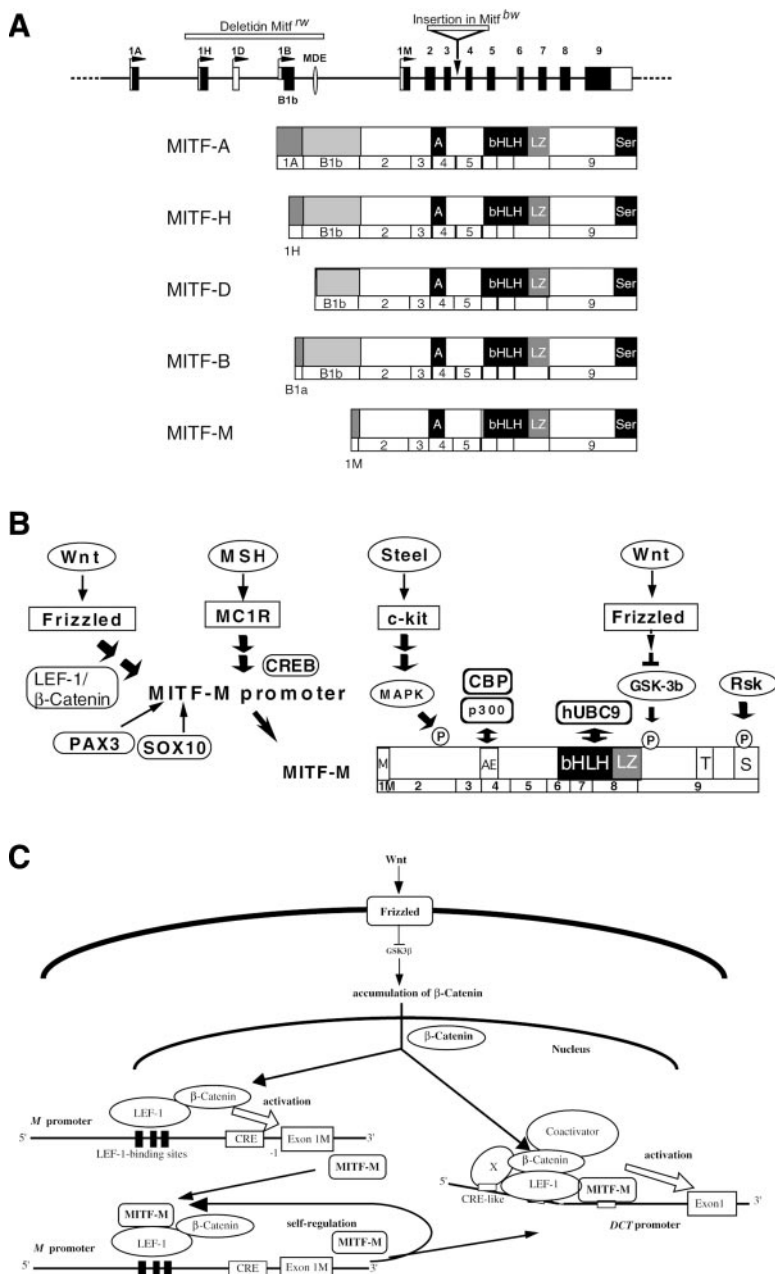 A
Deletion Mitf rw
Insertion in Mitf bw
1A 1H 1D 1B MDE 1M 2 3 4 5 6 7 8 9
B1b
MITF-A
A bHLH LZ Ser
1A B1b 2 3 4 5 9
MITF-H
A bHLH LZ Ser
B1b 2 3 4 5 9
1H
MITF-D
A bHLH LZ Ser
B1b 2 3 4 5 9
MITF-B
A bHLH LZ Ser
B1b 2 3 4 5 9
B1a
MITF-M
A bHLH LZ Ser
2 3 4 5 9
1M
B
Wnt MSH Steel Wnt
Frizzled MC1R c-kit Frizzled
LEF-1/
β-Catenin
CREB
MITF-M promoter
PAX3 SOX10
MITF-M
MAPK
CBP
p300
hUBC9
GSK-3b
Rsk
P P P
M AE bHLH LZ T S
1M 2 3 4 5 6 7 8 9
C
Wnt
Frizzled
GSK3β
accumulation of β-Catenin
β-Catenin
Nucleus
M promoter
LEF-1 β-Catenin activation
5' CRE -1 Exon 1M 3'
LEF-1-binding sites
MITF-M
Coactivator
X β-Catenin activation
5' LEF-1 MITF-M
CRE-like Exon1 3'
DCT promoter
MITF-M
β-Catenin self-regulation
M promoter LEF-1 MITF-M
5' CRE Exon 1M 3'